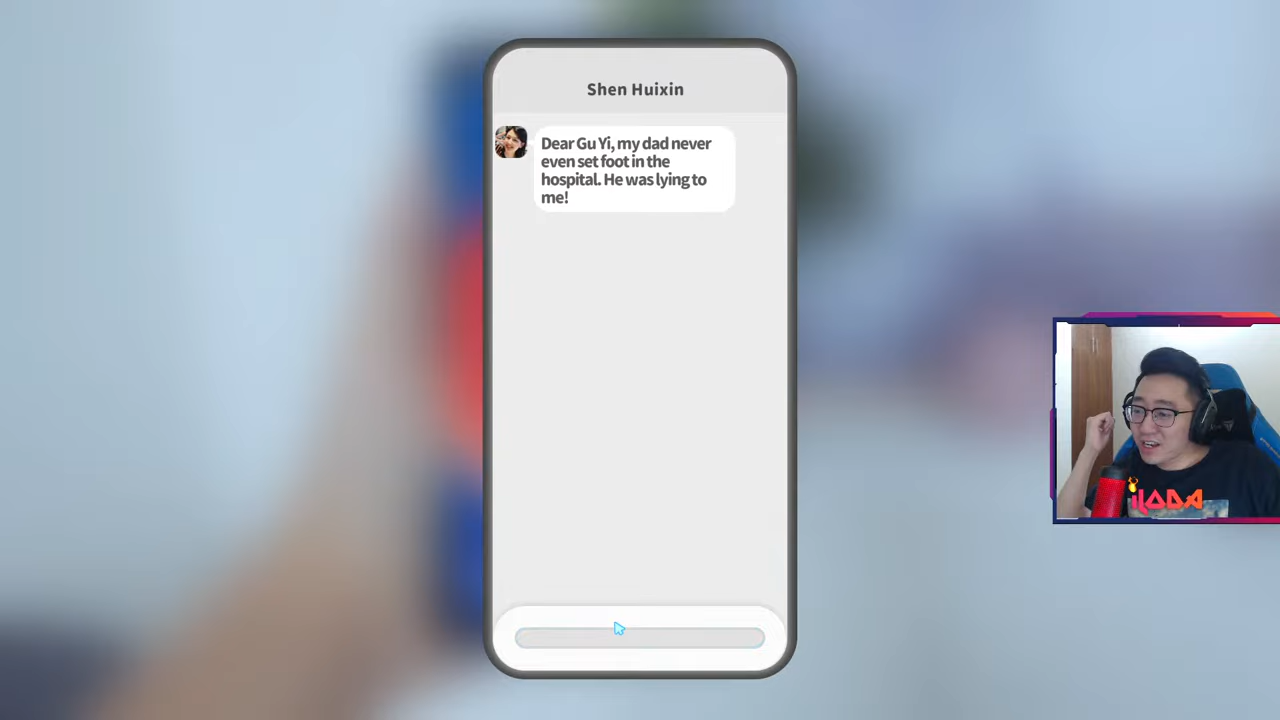 Shen Huixin
Dear Gu Yi, my dad never
even set foot in the
hospital. He was lying to
me!
iLODA